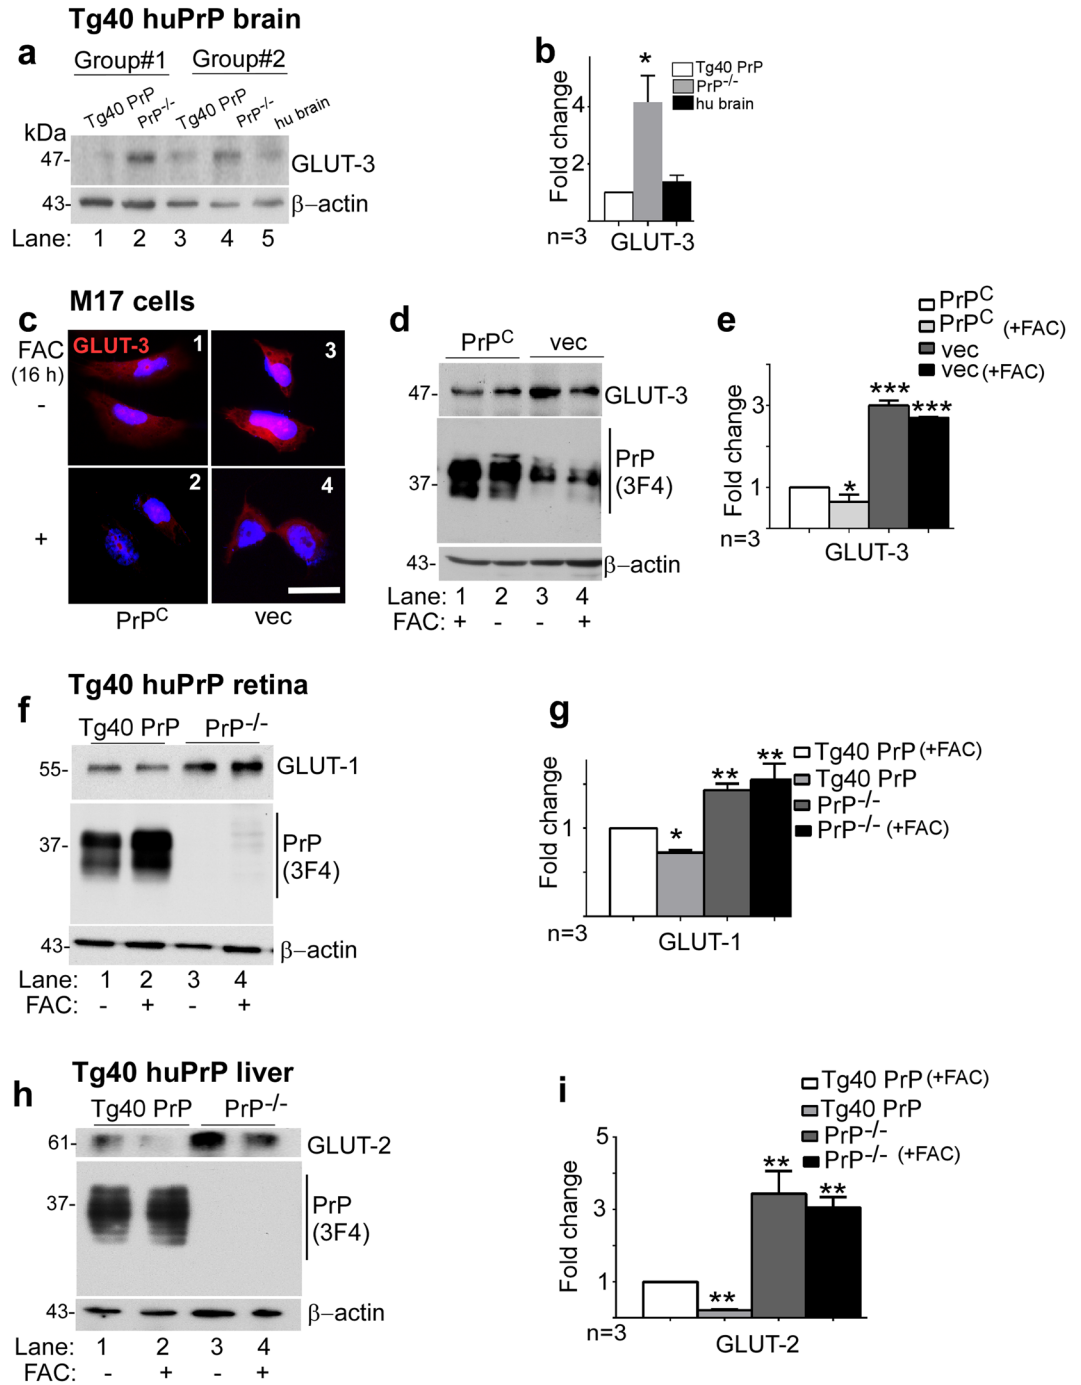 Tg40 huPrP brain
a
Group#1 Group#2
Tg40 PrP PrP-/- Tg40 PrP PrP-/- hu brain
kDa
47- GLUT-3
43- β-actin
Lane: 1 2 3 4 5
b
*
Tg40 PrP
PrP-/-
hu brain
Fold change
4
2
n=3 GLUT-3
M17 cells
c
FAC
(16 h)
GLUT-3 1 3
-
2 4
+
PrPC vec
d
PrPC vec
47- GLUT-3
37- PrP
(3F4)
43- β-actin
Lane: 1 2 3 4
FAC: + - - +
e
PrPC
PrPC (+FAC)
vec
vec (+FAC)
Fold change
3
1
* *** ***
n=3 GLUT-3
Tg40 huPrP retina
f
Tg40 PrP PrP-/-
55- GLUT-1
37- PrP
(3F4)
43- β-actin
Lane: 1 2 3 4
FAC: - + - +
g
Tg40 PrP (+FAC)
Tg40 PrP
PrP-/-
PrP-/- (+FAC)
Fold change
1
* ** **
n=3 GLUT-1
Tg40 huPrP liver
h
Tg40 PrP PrP-/-
61- GLUT-2
37- PrP
(3F4)
43- β-actin
Lane: 1 2 3 4
FAC: - + - +
i
Tg40 PrP (+FAC)
Tg40 PrP
PrP-/-
PrP-/- (+FAC)
Fold change
5
3
1
** ** **
n=3 GLUT-2